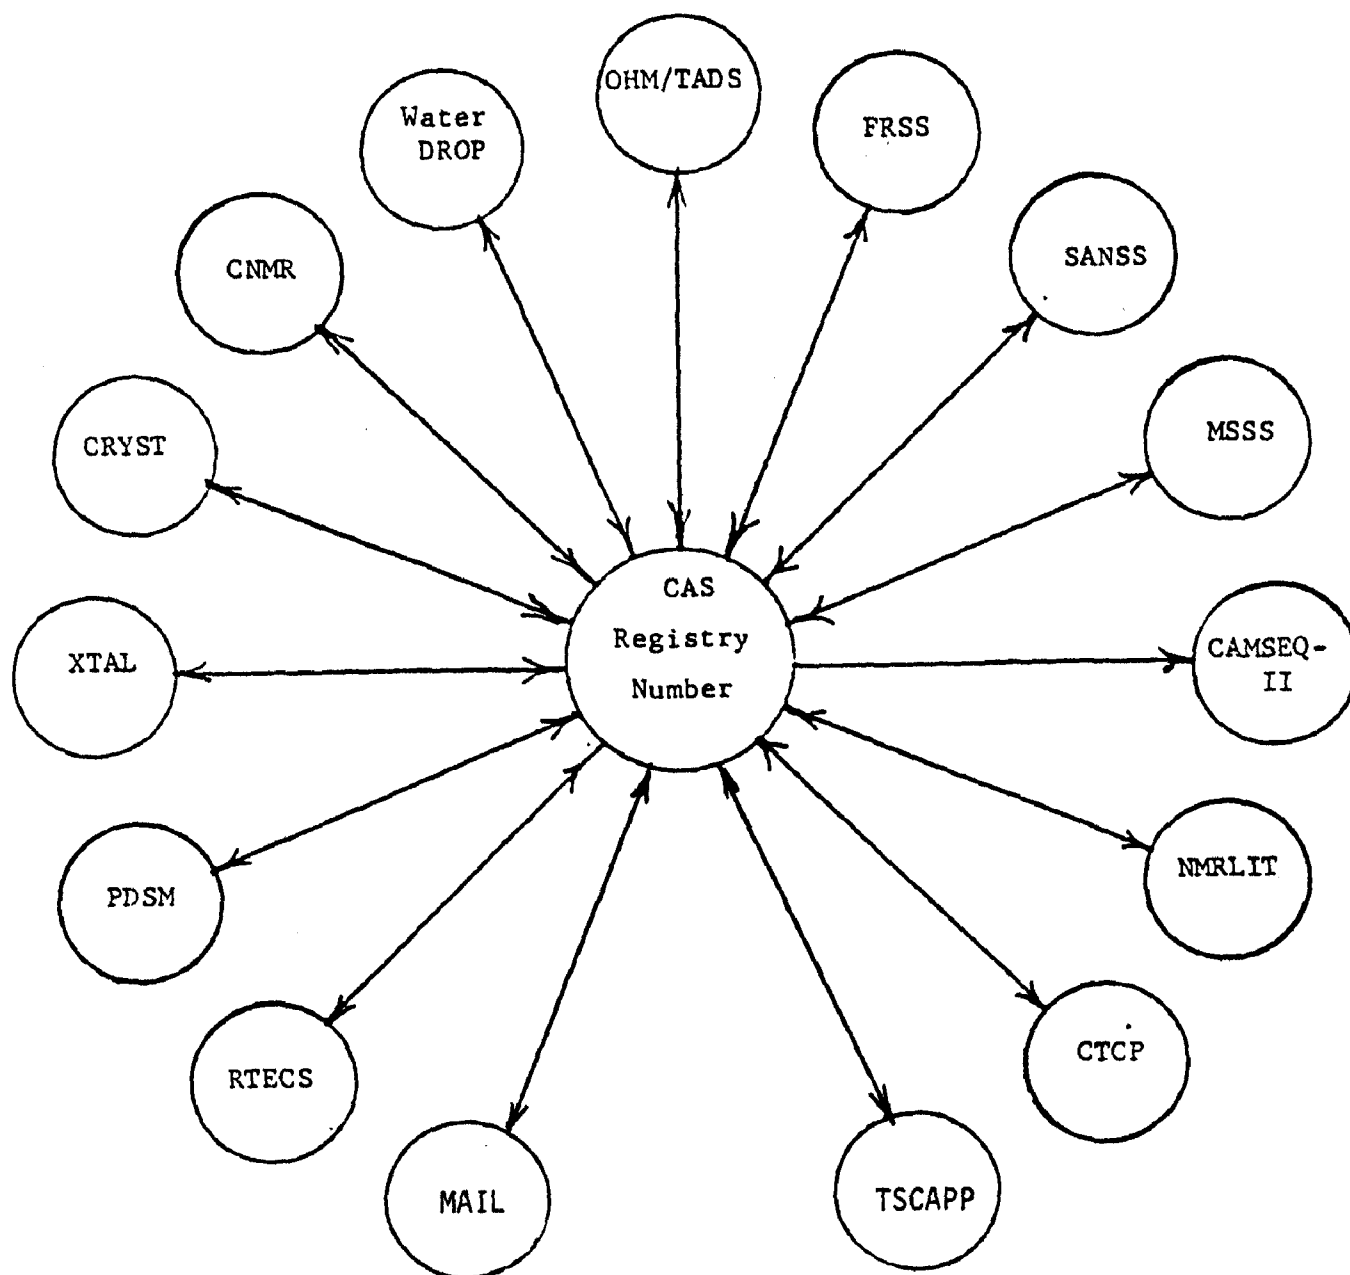 OHM/TADS
Water
DROP
FRSS
SANSS
CNMR
MSSS
CRYST
CAS
Registry
Number
CAMSEQ-
II
XTAL
NMRLIT
PDSM
CTCP
RTECS
TSCAPP
MAIL